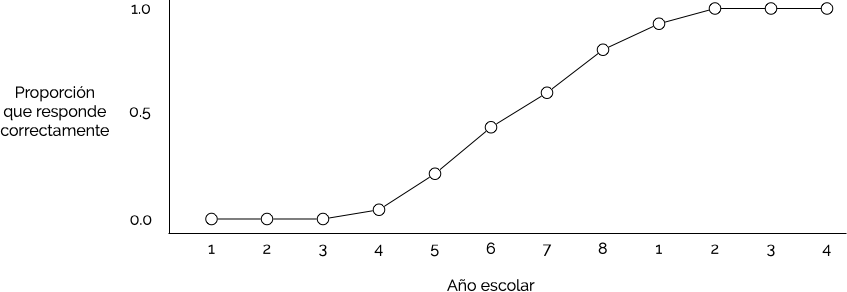 1.0
Proporción
que responde
correctamente
0.5
0.0
1 2 3 4 5 6 7 8 1 2 3 4
Año escolar